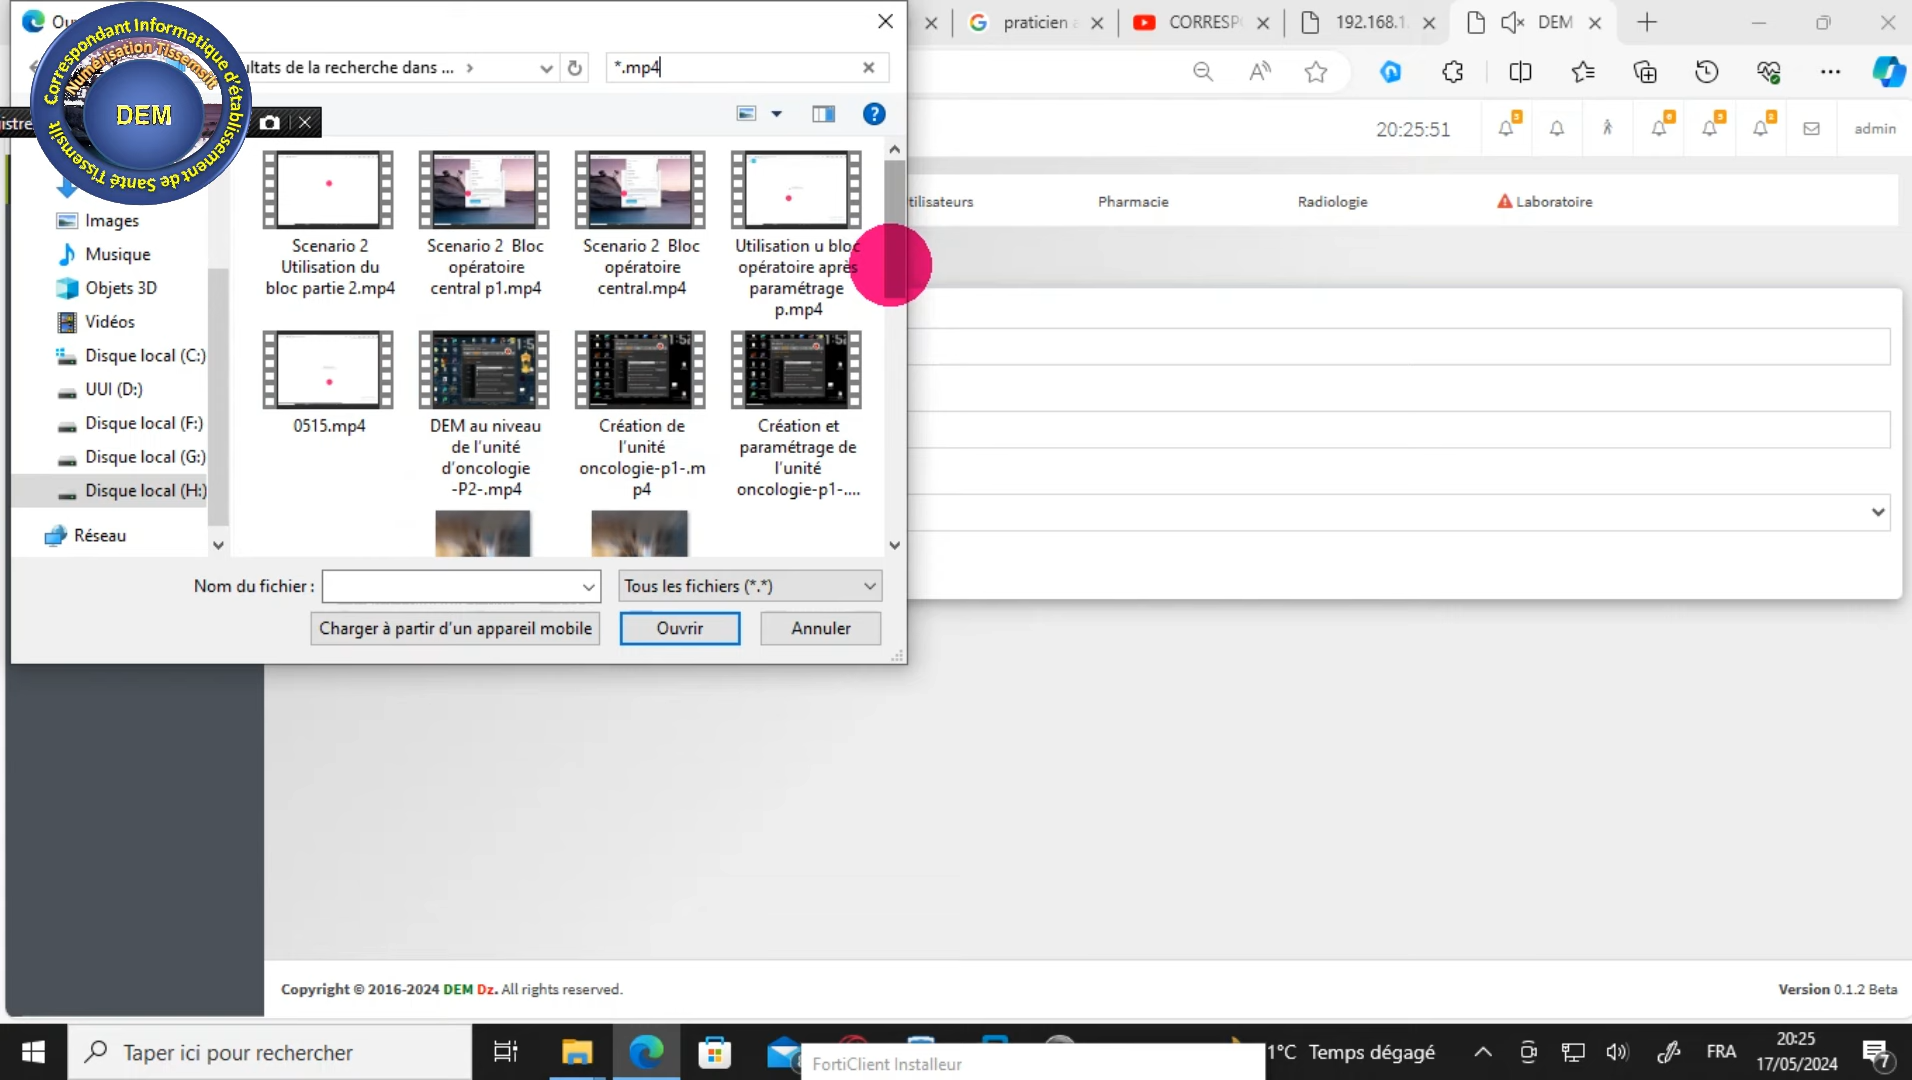 Correspondant Informatique d'établissement de Santé Tissemsilt
Numérisation Tissemsilt
DEM
praticien
CORRESP
192.168.1.
DEM
ltats de la recherche dans ... >
*.mp4
20:25:51
admin
tilisateurs
Pharmacie
Radiologie
Laboratoire
Images
Musique
Objets 3D
Vidéos
Disque local (C:)
UUI (D:)
Disque local (F:)
Disque local (G:)
Disque local (H:)
Réseau
Scenario 2
Utilisation du
bloc partie 2.mp4
Scenario 2 Bloc
opératoire
central p1.mp4
Scenario 2 Bloc
opératoire
central.mp4
Utilisation u bloc
opératoire après
paramétrage
p.mp4
0515.mp4
DEM au niveau
de l'unité
d'oncologie
-P2-.mp4
Création de
l'unité
oncologie-p1-.m
p4
Création et
paramétrage de
l'unité
oncologie-p1-....
Nom du fichier :
Tous les fichiers (*.*)
Charger à partir d'un appareil mobile
Ouvrir
Annuler
Copyright © 2016-2024 DEM Dz. All rights reserved.
Version 0.1.2 Beta
Taper ici pour rechercher
FortiClient Installeur
1°C Temps dégagé
FRA
20:25
17/05/2024
7